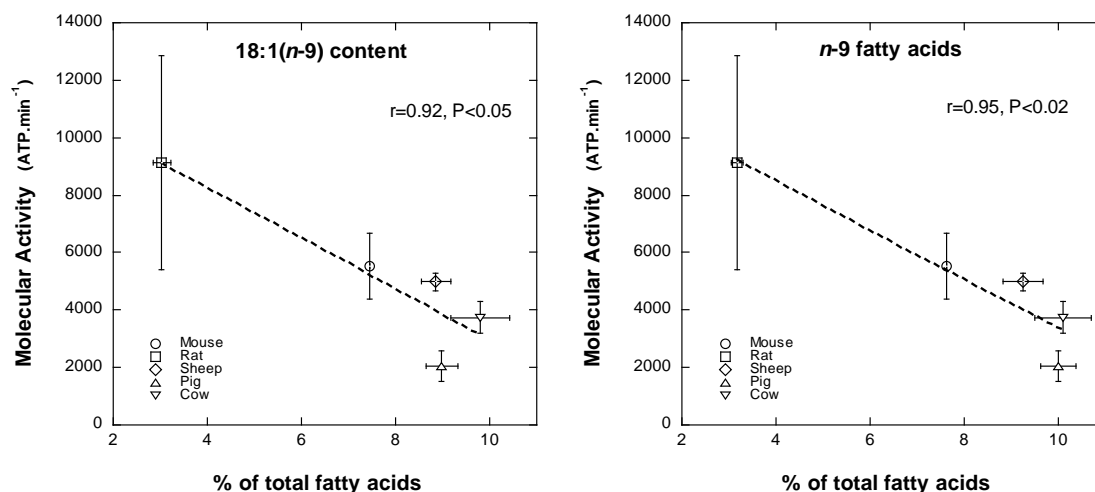 18:1(n-9) content
r=0.92, P<0.05
Molecular Activity (ATP.min⁻¹)
14000
12000
10000
8000
6000
4000
2000
0
Mouse
Rat
Sheep
Pig
Cow
2 4 6 8 10
% of total fatty acids
n-9 fatty acids
r=0.95, P<0.02
Molecular Activity (ATP.min⁻¹)
14000
12000
10000
8000
6000
4000
2000
0
Mouse
Rat
Sheep
Pig
Cow
2 4 6 8 10
% of total fatty acids